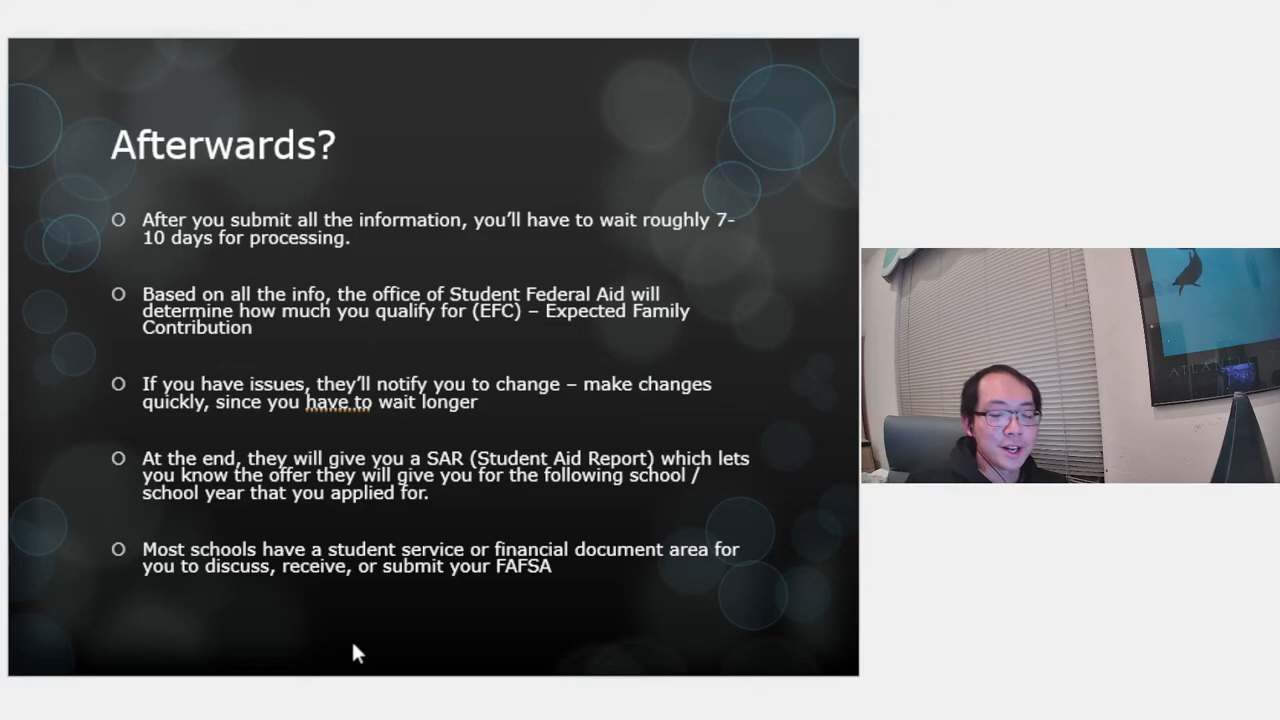 Afterwards?
After you submit all the information, you'll have to wait roughly 7-
10 days for processing.
Based on all the info, the office of Student Federal Aid will
determine how much you qualify for (EFC) – Expected Family
Contribution
If you have issues, they'll notify you to change – make changes
quickly, since you have to wait longer
At the end, they will give you a SAR (Student Aid Report) which lets
you know the offer they will give you for the following school /
school year that you applied for.
Most schools have a student service or financial document area for
you to discuss, receive, or submit your FAFSA